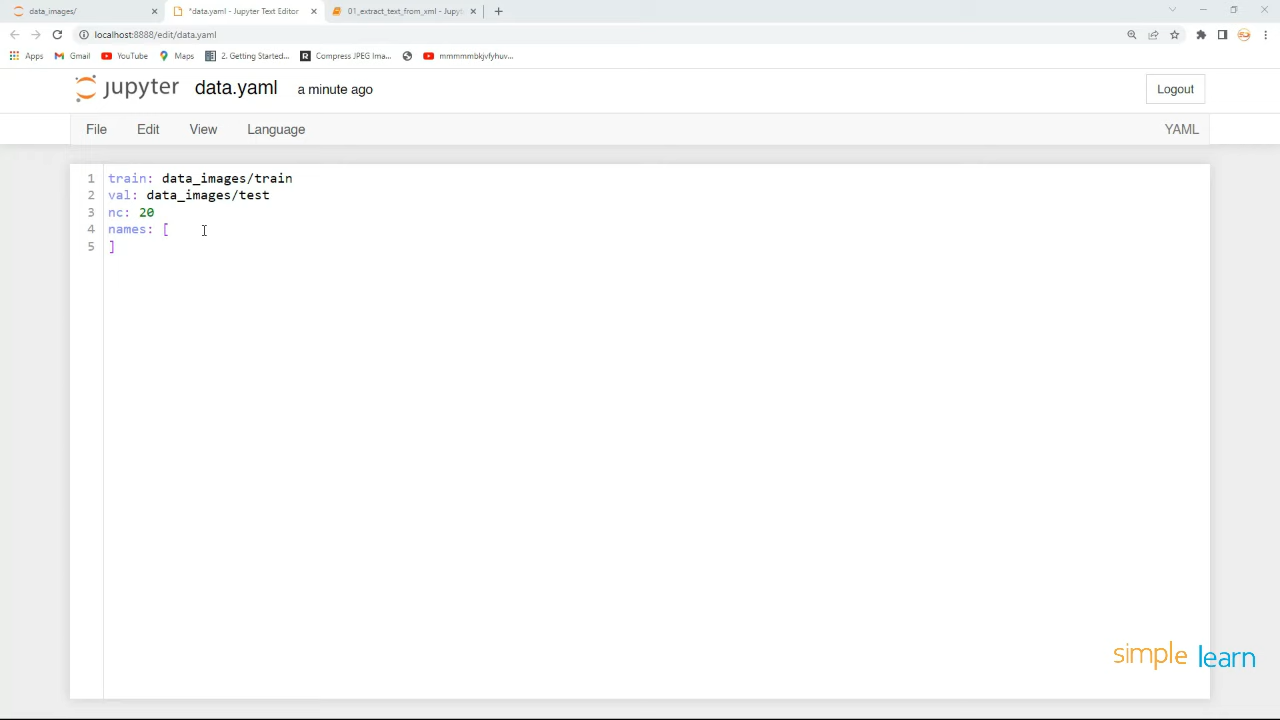 data_images/
*data.yaml - Jupyter Text Editor
01_extract_text_from_xml - Jupyt
localhost:8888/edit/data.yaml
Apps
Gmail
YouTube
Maps
2. Getting Started...
Compress JPEG Ima...
mmmmmbkjvfyhuv...
jupyter
data.yaml
a minute ago
Logout
File
Edit
View
Language
YAML
1 train: data_images/train
2 val: data_images/test
3 nc: 20
4 names: [
5 ]
simplelearn